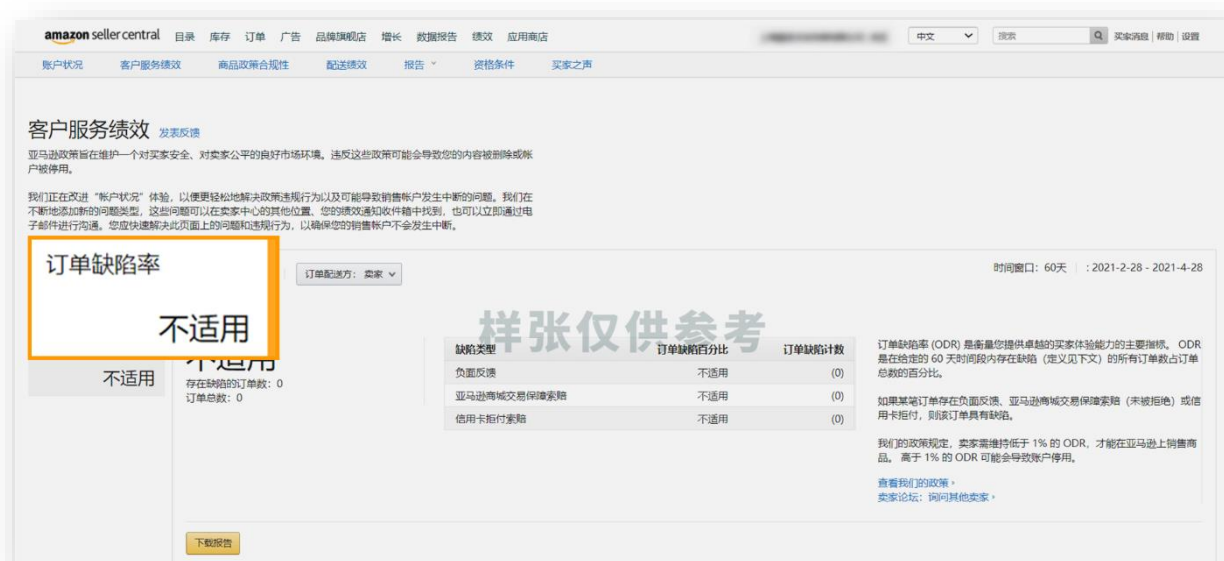 amazon seller central 目录 库存 订单 广告 品牌旗舰店 增长 数据报告 绩效 应用商店 中文 搜索 买家消息 | 帮助 | 设置
账户状况 客户服务绩效 商品政策合规性 配送绩效 报告 资格条件 买家之声
客户服务绩效 发表反馈
亚马逊政策旨在维护一个对买家安全、对卖家公平的良好市场环境。违反这些政策可能会导致您的内容被删除或帐
户被停用。
我们正在改进“帐户状况”体验，以便更轻松地解决政策违规行为以及可能导致销售帐户发生中断的问题。我们在
不断地添加新的问题类型，这些问题可以在卖家中心的其他位置、您的绩效通知收件箱中找到，也可以立即通过电
子邮件进行沟通。您应快速解决此页面上的问题和违规行为，以确保您的销售帐户不会发生中断。
订单缺陷率
不适用
订单配送方：卖家
时间窗口：60天 | : 2021-2-28 - 2021-4-28
样张仅供参考
不适用
不适用
存在缺陷的订单数：0
订单总数：0
缺陷类型 订单缺陷百分比 订单缺陷计数
负面反馈 不适用 (0)
亚马逊商城交易保障索赔 不适用 (0)
信用卡拒付索赔 不适用 (0)
订单缺陷率 (ODR) 是衡量您提供卓越的买家体验能力的主要指标。 ODR
是在给定的 60 天时间段内存在缺陷（定义见下文）的所有订单数占订单
总数的百分比。
如果某笔订单存在负面反馈、亚马逊商城交易保障索赔（未被拒绝）或信
用卡拒付，则该订单具有缺陷。
我们的政策规定，卖家需维持低于 1% 的 ODR，才能在亚马逊上销售商
品。 高于 1% 的 ODR 可能会导致账户停用。
查看我们的政策
卖家论坛：询问其他卖家
下载报告